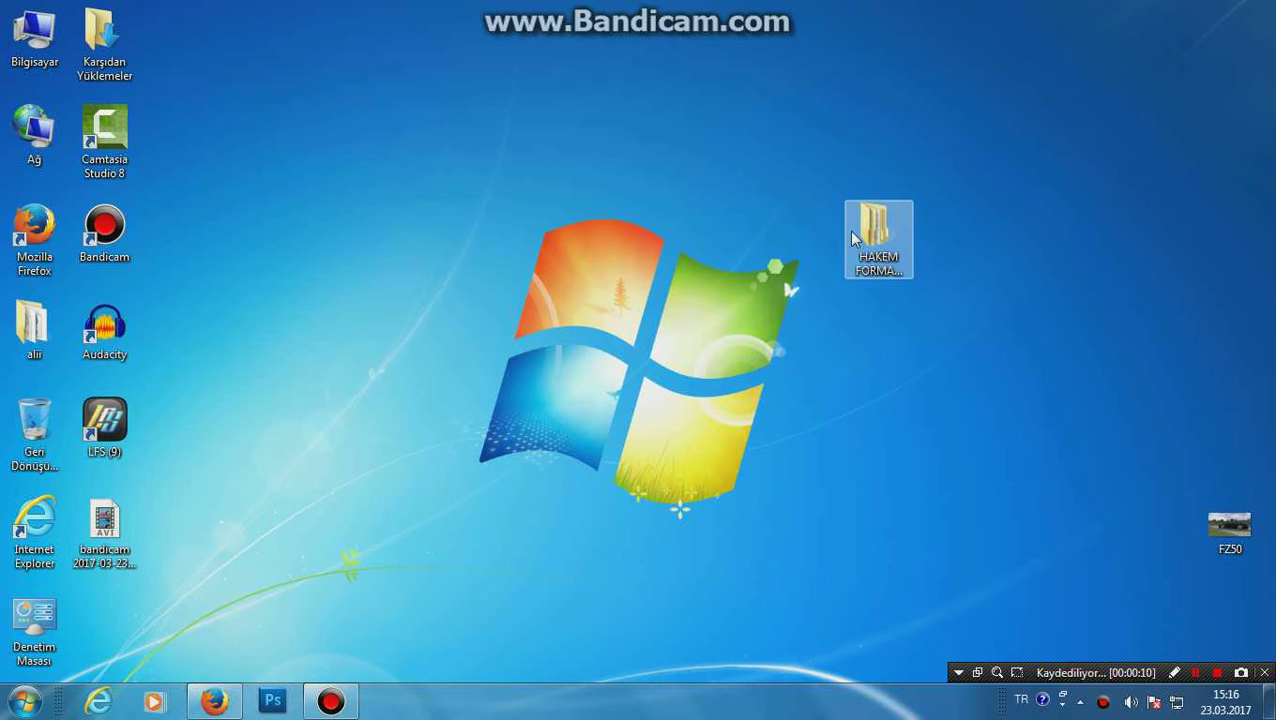 www.Bandicam.com
Bilgisayar
Karşıdan
Yüklemeler
Ağ
Camtasia
Studio 8
Mozilla
Firefox
Bandicam
alii
Audacity
Geri
Dönüşü...
LFS (9)
Internet
Explorer
AVI
bandicam
2017-03-23...
Denetim
Masası
HAKEM
FORMA...
FZ50
Kaydediliyor... [00:00:10]
Ps
TR
15:16
23.03.2017